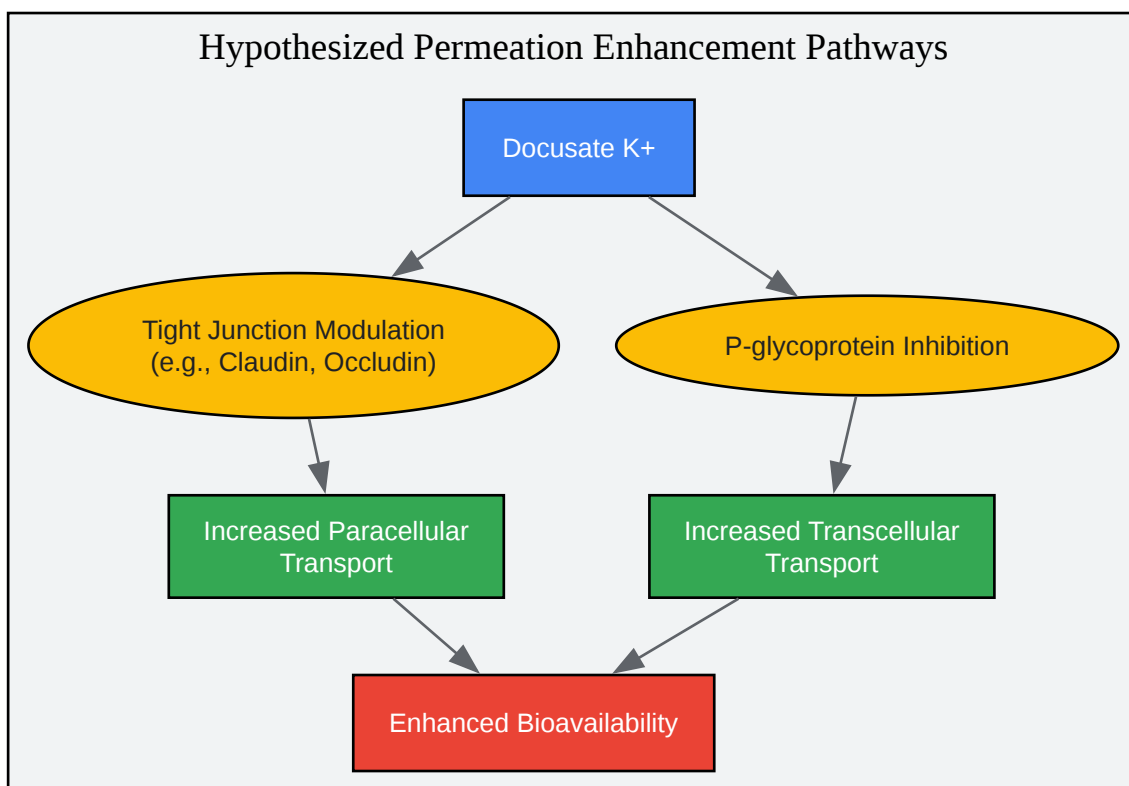 Hypothesized Permeation Enhancement Pathways
Docusate K+
Tight Junction Modulation
(e.g., Claudin, Occludin)
P-glycoprotein Inhibition
Increased Paracellular
Transport
Increased Transcellular
Transport
Enhanced Bioavailability